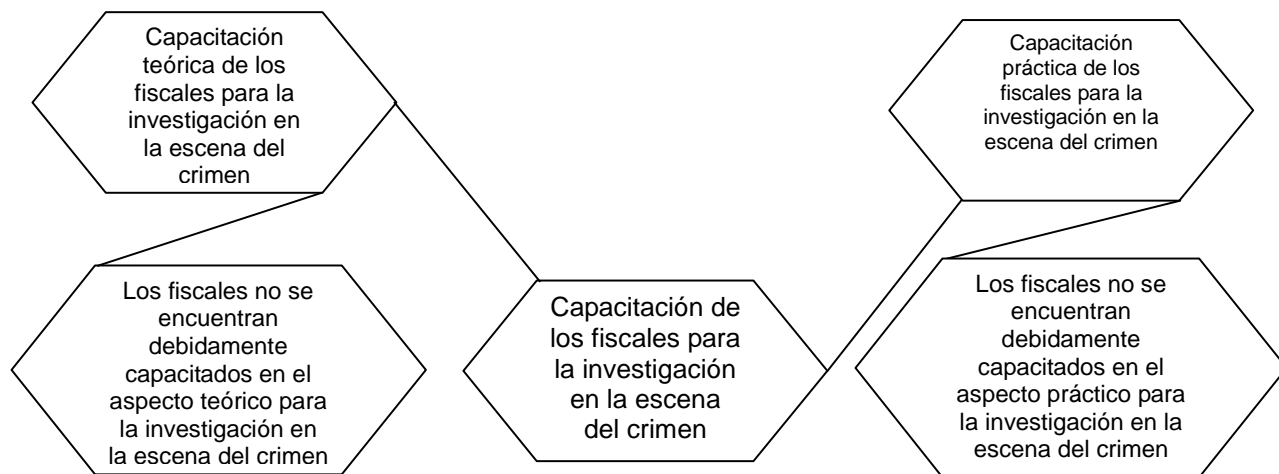 Capacitación
teórica de los
fiscales para la
investigación en
la escena del
crimen
Capacitación
práctica de los
fiscales para la
investigación en la
escena del crimen
Los fiscales no se
encuentran
debidamente
capacitados en el
aspecto teórico para
la investigación en
la escena del crimen
Capacitación de
los fiscales para
la investigación
en la escena
del crimen
Los fiscales no se
encuentran
debidamente
capacitados en el
aspecto práctico para
la investigación en la
escena del crimen